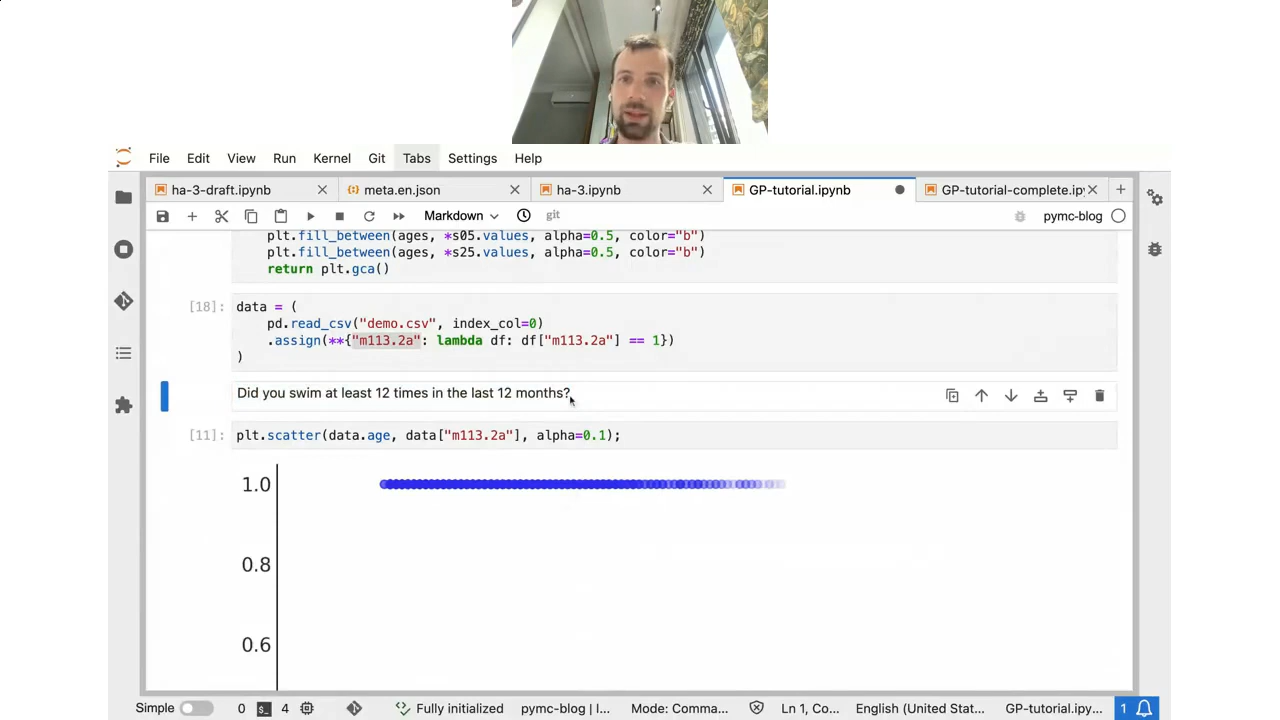 File Edit View Run Kernel Git Tabs Settings Help
ha-3-draft.ipynb meta.en.json ha-3.ipynb GP-tutorial.ipynb GP-tutorial-complete.ipy
Markdown git pymc-blog
plt.fill_between(ages, *s05.values, alpha=0.5, color="b")
plt.fill_between(ages, *s25.values, alpha=0.5, color="b")
return plt.gca()
[18]: data = (
pd.read_csv("demo.csv", index_col=0)
.assign(**{"m113.2a": lambda df: df["m113.2a"] == 1})
)
Did you swim at least 12 times in the last 12 months?
[11]: plt.scatter(data.age, data["m113.2a"], alpha=0.1);
1.0
0.8
0.6
Simple 0 4 Fully initialized pymc-blog | I... Mode: Comma... Ln 1, Co... English (United Stat... GP-tutorial.ipy... 1